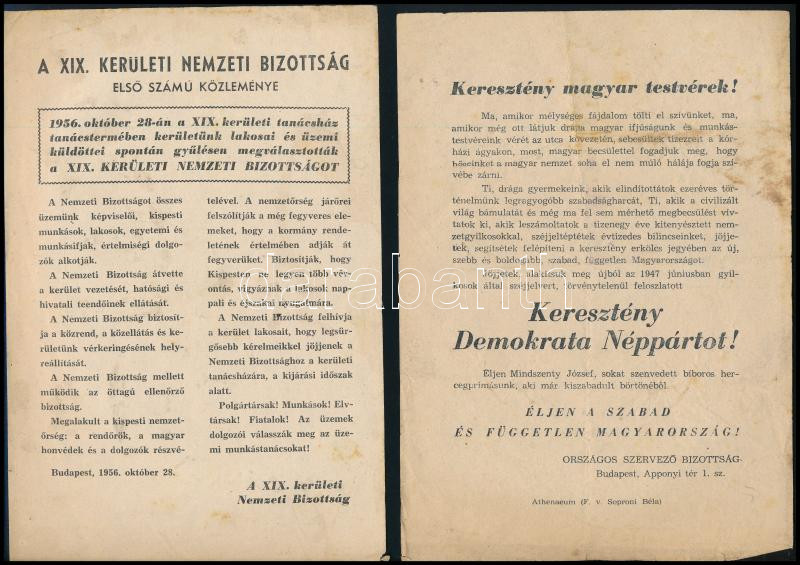 A XIX. KERÜLETI NEMZETI BIZOTTSÁG
ELSŐ SZÁMÚ KÖZLEMÉNYE
1956. október 28-án a XIX. kerületi tanácsház
tanácstermében kerületünk lakosai és üzemi
küldöttei spontán gyűlésen megválasztották
a XIX. KERÜLETI NEMZETI BIZOTTSÁGOT
A Nemzeti Bizottságot összes
üzemünk képviselői, kispesti
munkások, lakosok, egyetemi és
munkásifjak, értelmiségi dolgo-
zók alkotják.
A Nemzeti Bizottság átvette
a kerület vezetését, hatósági és
hivatali teendőinek ellátását.
A Nemzeti Bizottság biztosít-
ja a közrend, a közellátás és ke-
rületünk vérkeringésének hely-
reállítását.
A Nemzeti Bizottság mellett
működik az öttagú ellenőrző
bizottság.
Megalakult a kispesti nemzet-
őrség: a rendőrök, a magyar
honvédek és a dolgozók részvé-
telével. A nemzetőrség járőrei
felszólítják a még fegyveres ele-
meket, hogy a kormány rende-
letének értelmében adják át
fegyverüket. Biztosítják, hogy
Kispesten ne legyen több vér-
ontás, vigyáznak a lakosok nap-
pali és éjszakai nyugalmára.
A Nemzeti Bizottság felhívja
a kerület lakosait, hogy legsür-
gősebb kérelmeikkel jöjjenek a
Nemzeti Bizottsághoz a kerületi
tanácsházára, a kijárási időszak
alatt.
Polgártársak! Munkások! Elv-
társak! Fiatalok! Az üzemek
dolgozói válasszák meg az üze-
mi munkástanácsokat!
Budapest, 1956. október 28.
A XIX. kerületi
Nemzeti Bizottság
Keresztény magyar testvérek!
Ma, amikor mélységes fájdalom tölti el szívünket, ma,
amikor még ott látjuk drága magyar ifjúságunk és munkás-
testvéreink vérét az utca kövezetén, sebesültek tízezreit a kór-
házi ágyakon, most, magyar becsülettel fogadjuk meg, hogy
hőseinket a magyar nemzet soha el nem múló hálája fogja szí-
vébe zárni.
Ti, drága gyermekeink, akik elindítottátok ezeréves tör-
ténelmünk legragyogóbb szabadságharcát, Ti, akik a civilizált
világ bámulatát és még ma fel sem mérhető megbecsülést vív-
tatok ki, akik leszámoltatok a tizenegy éve kitenyésztett nemzet-
gyilkosokkal, széjjeltéptétek évtizedes bilincseinket, jöjje-
tek, segítsetek felépíteni a keresztény erkölcs jegyében az új,
szebb és boldogabb, szabad, független Magyarországot.
Jöjjetek, alakítsuk meg újból az 1947 júniusban gyil-
kosok által széjjelvert, törvénytelenül feloszlatott
Keresztény
Demokrata Néppártot!
Éljen Mindszenty József, sokat szenvedett bíboros her-
cegprímásunk, aki már kiszabadult börtönéből.
ÉLJEN A SZABAD
ÉS FÜGGETLEN MAGYARORSZÁG!
ORSZÁGOS SZERVEZŐ BIZOTTSÁG
Budapest, Apponyi tér 1. sz.
Athenaeum (F. v. Soproni Béla)
darabanth